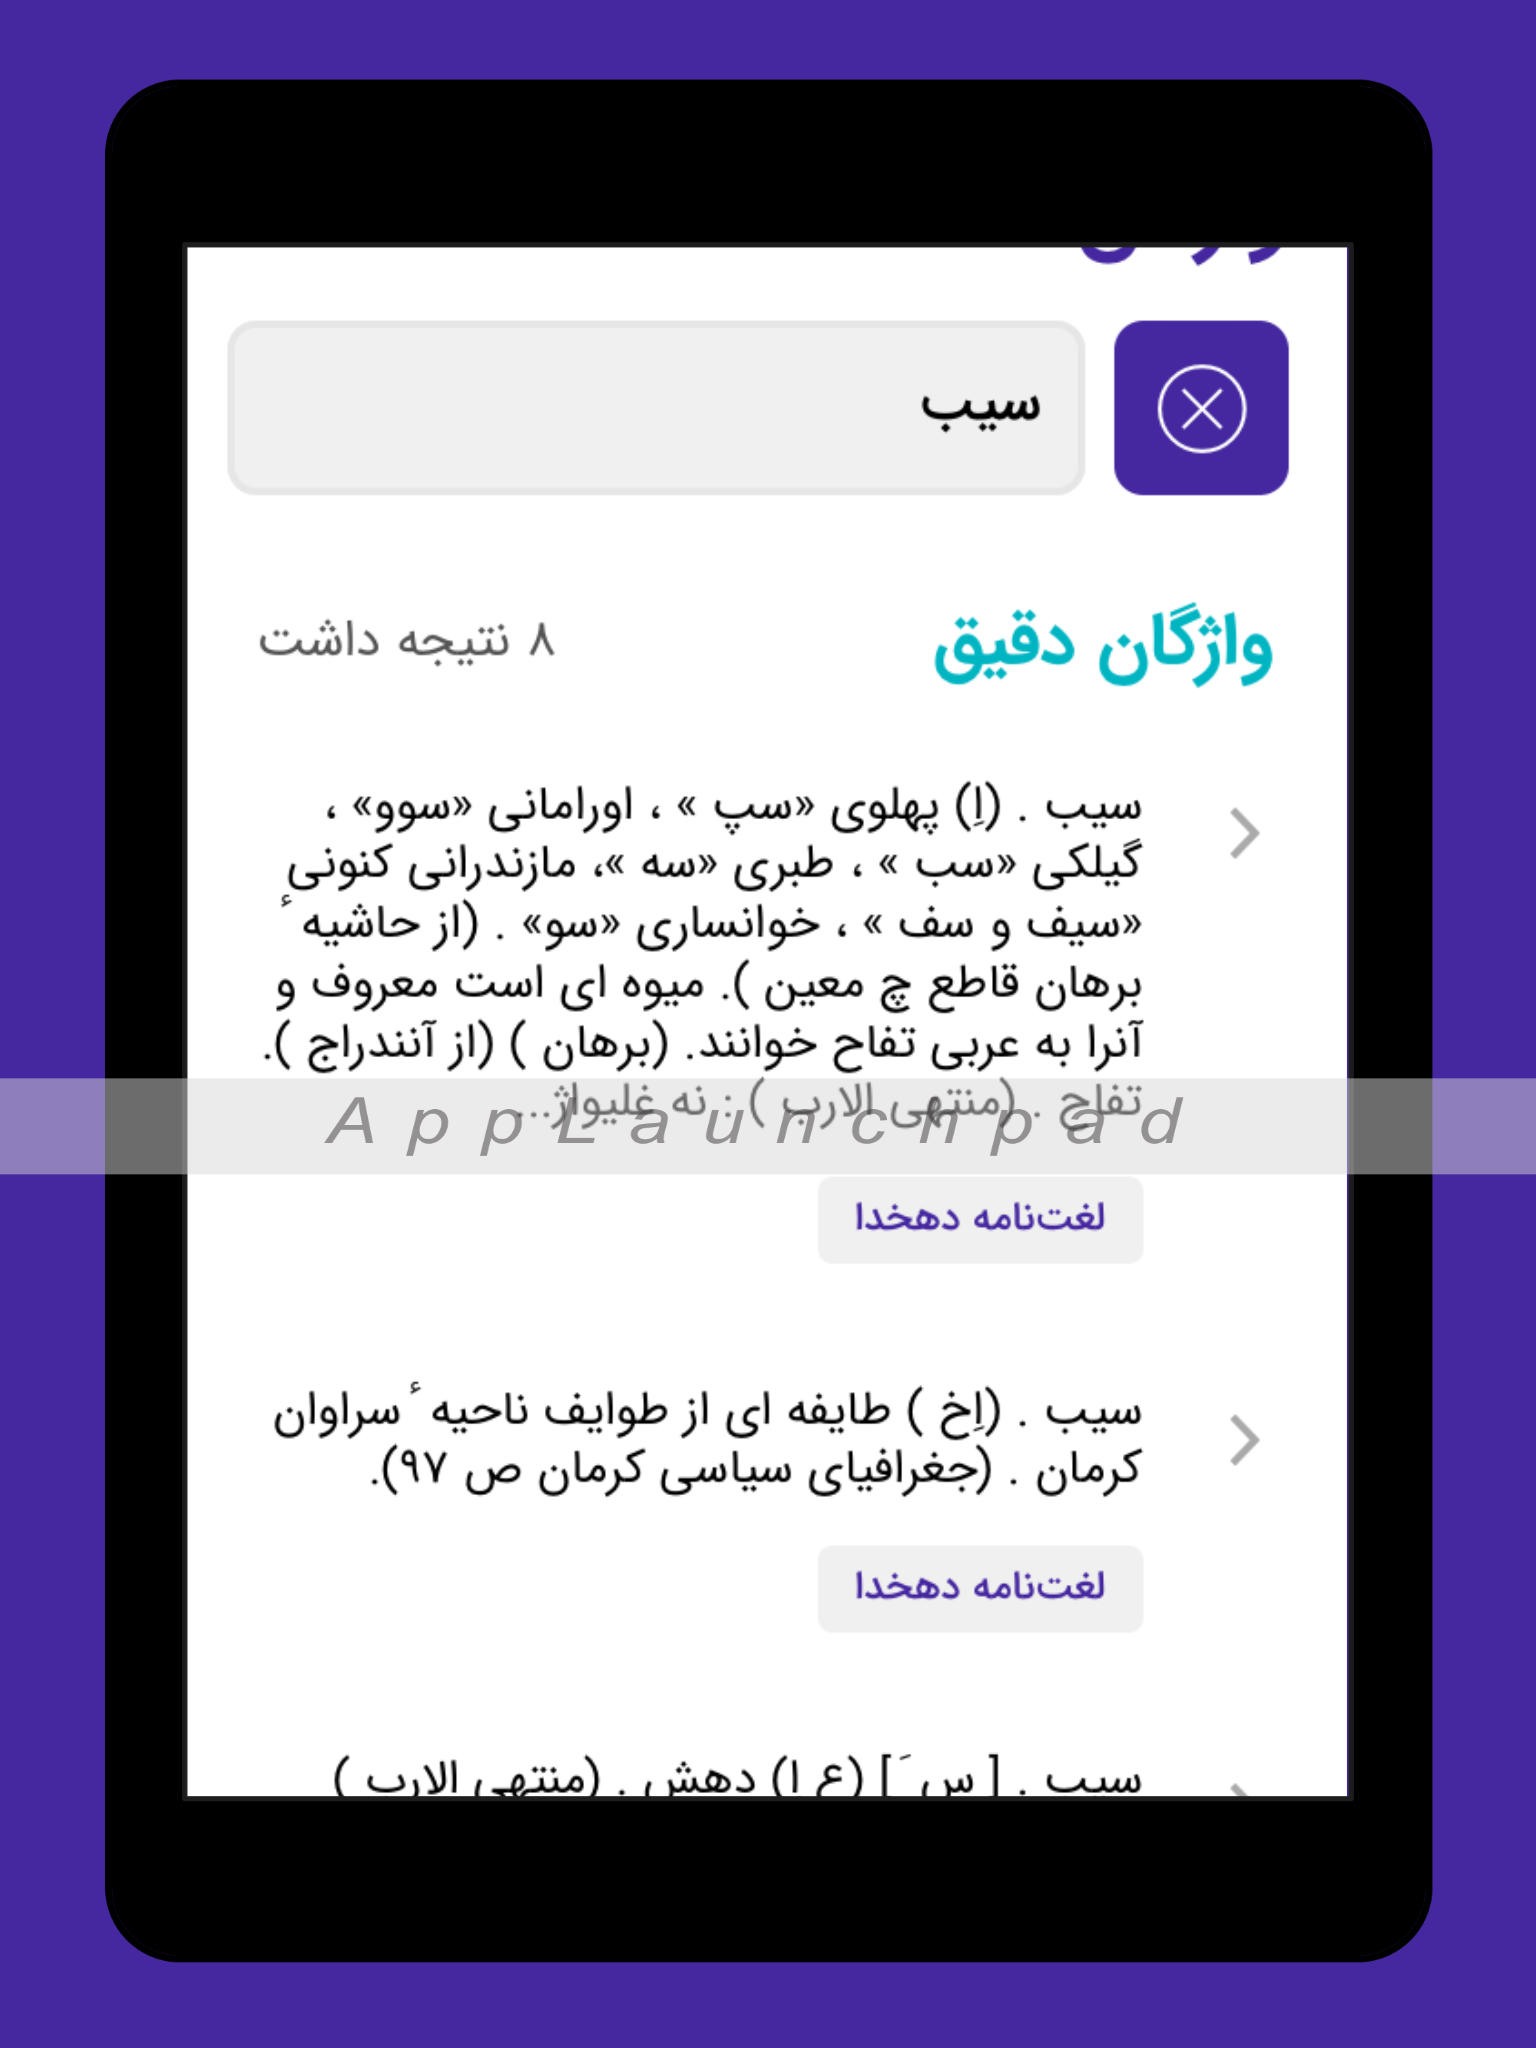 سیب
واژگان دقیق
۸ نتیجه داشت
سیب . (اِ) پهلوی «سپ » ، اورامانی «سوو» ،
گیلکی «سب » ، طبری «سه »، مازندرانی کنونی
«سیف و سف » ، خوانساری «سو» . (از حاشیه ٔ
برهان قاطع چ معین ). میوه ای است معروف و
آنرا به عربی تفاح خوانند. (برهان ) (از آنندراج ).
تفاح . (منتهی الارب ) : نه غلیواژ...
AppLaunchpad
لغت‌نامه دهخدا
سیب . (اِخ ) طایفه ای از طوایف ناحیه ٔ سراوان
کرمان . (جغرافیای سیاسی کرمان ص ۹۷).
لغت‌نامه دهخدا
سیب . [ س َ ] (ع ا) دهش . (منتهی الارب )